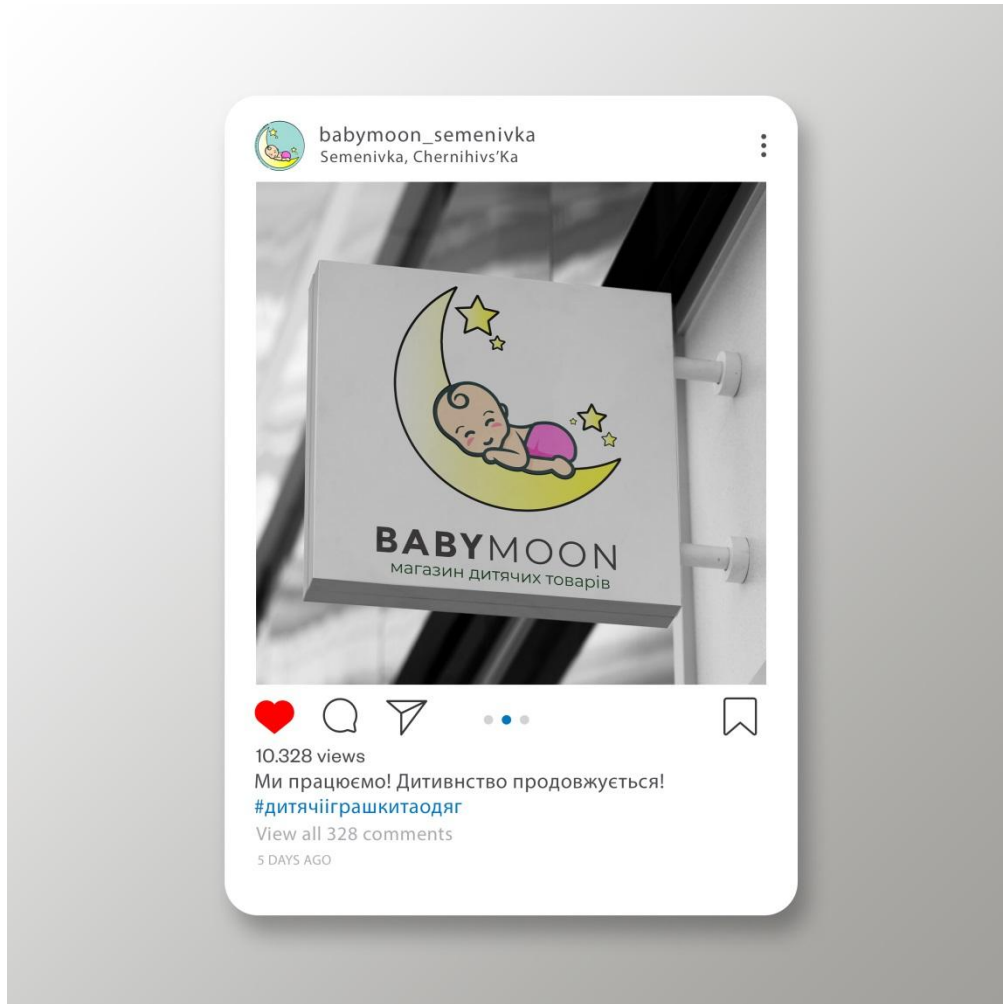 babymoon_semenivka
Semenivka, Chernihivs'Ka
BABYMOON
магазин дитячих товарів
10.328 views
Ми працюємо! Дитивнство продовжується!
#дитячііграшкитаодяг
View all 328 comments
5 DAYS AGO